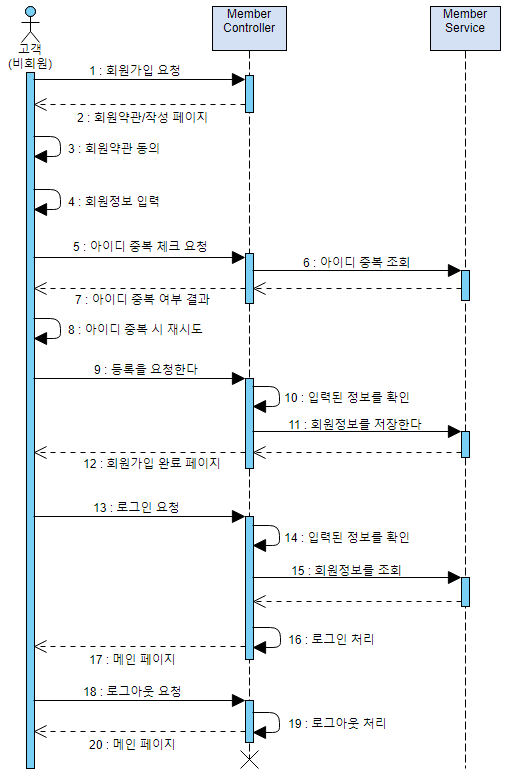 Member
Controller
Member
Service
고객
(비회원)
1 : 회원가입 요청
2 : 회원약관/작성 페이지
3 : 회원약관 동의
4 : 회원정보 입력
5 : 아이디 중복 체크 요청
6 : 아이디 중복 조회
7 : 아이디 중복 여부 결과
8 : 아이디 중복 시 재시도
9 : 등록을 요청한다
10 : 입력된 정보를 확인
11 : 회원정보를 저장한다
12 : 회원가입 완료 페이지
13 : 로그인 요청
14 : 입력된 정보를 확인
15 : 회원정보를 조회
16 : 로그인 처리
17 : 메인 페이지
18 : 로그아웃 요청
19 : 로그아웃 처리
20 : 메인 페이지